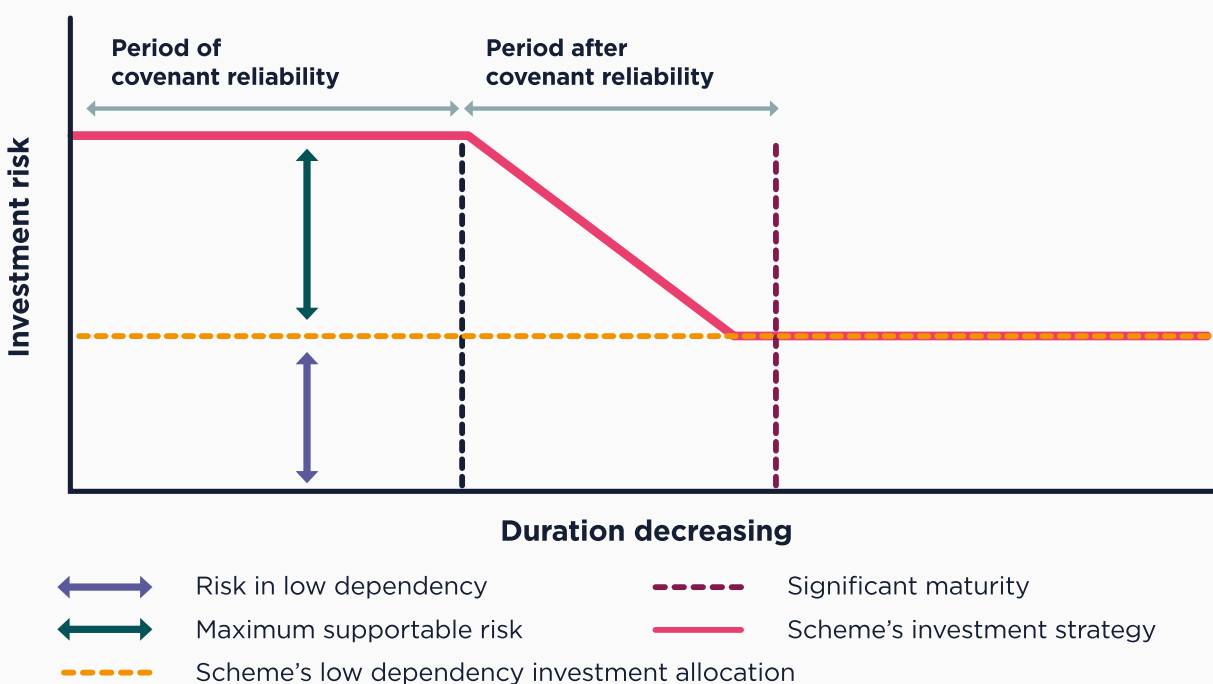 Period of
covenant reliability
Period after
covenant reliability
Investment risk
Duration decreasing
Risk in low dependency
Significant maturity
Maximum supportable risk
Scheme’s investment strategy
Scheme’s low dependency investment allocation